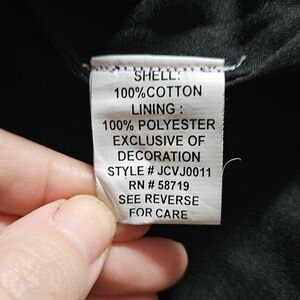 SHELL:
100%COTTON
LINING :
100% POLYESTER
EXCLUSIVE OF
DECORATION
STYLE # JCVJ0011
RN # 58719
SEE REVERSE
FOR CARE